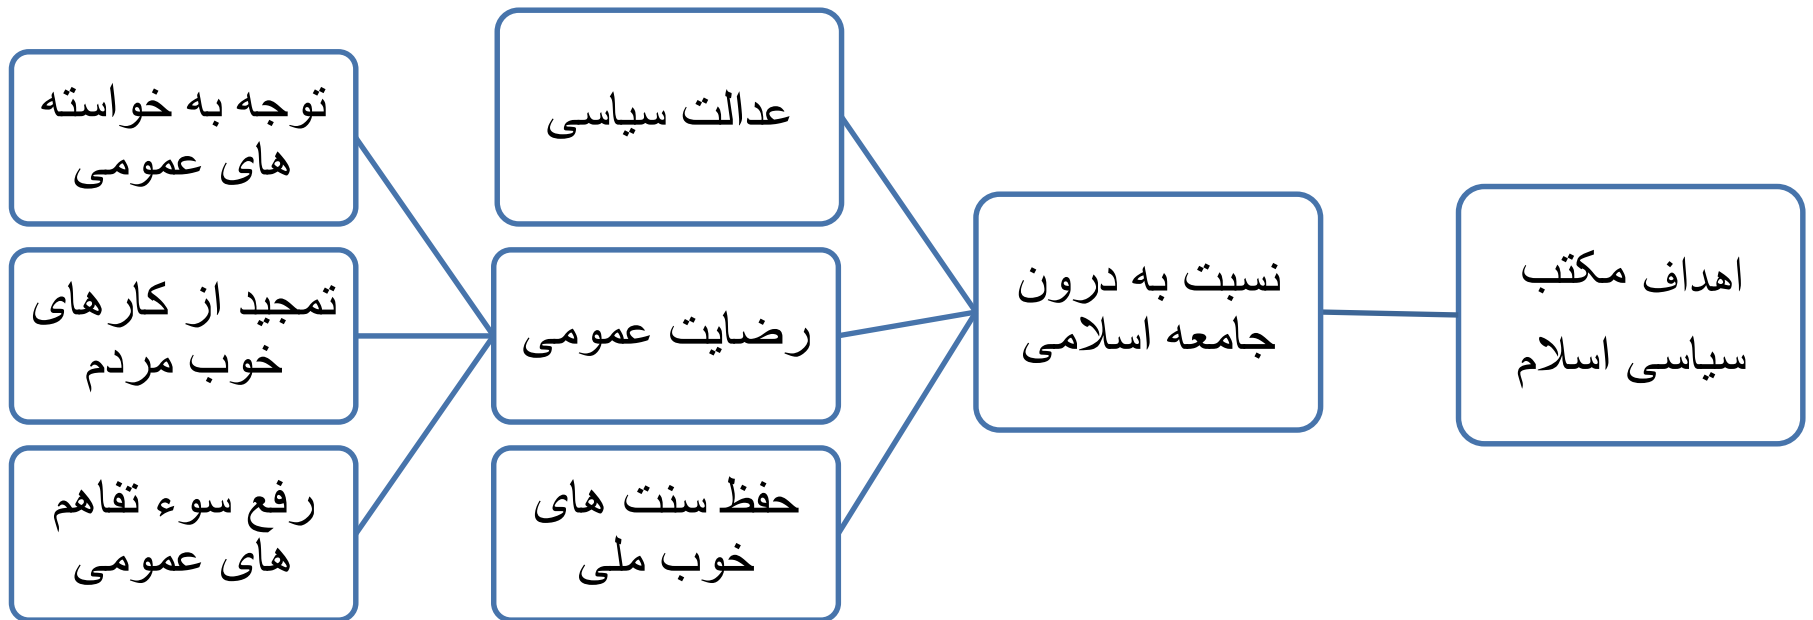 اهداف مکتب
سیاسی اسلام
نسبت به درون
جامعه اسلامی
عدالت سیاسی
رضایت عمومی
حفظ سنت های
خوب ملی
توجه به خواسته
های عمومی
تمجید از کارهای
خوب مردم
رفع سوء تفاهم
های عمومی